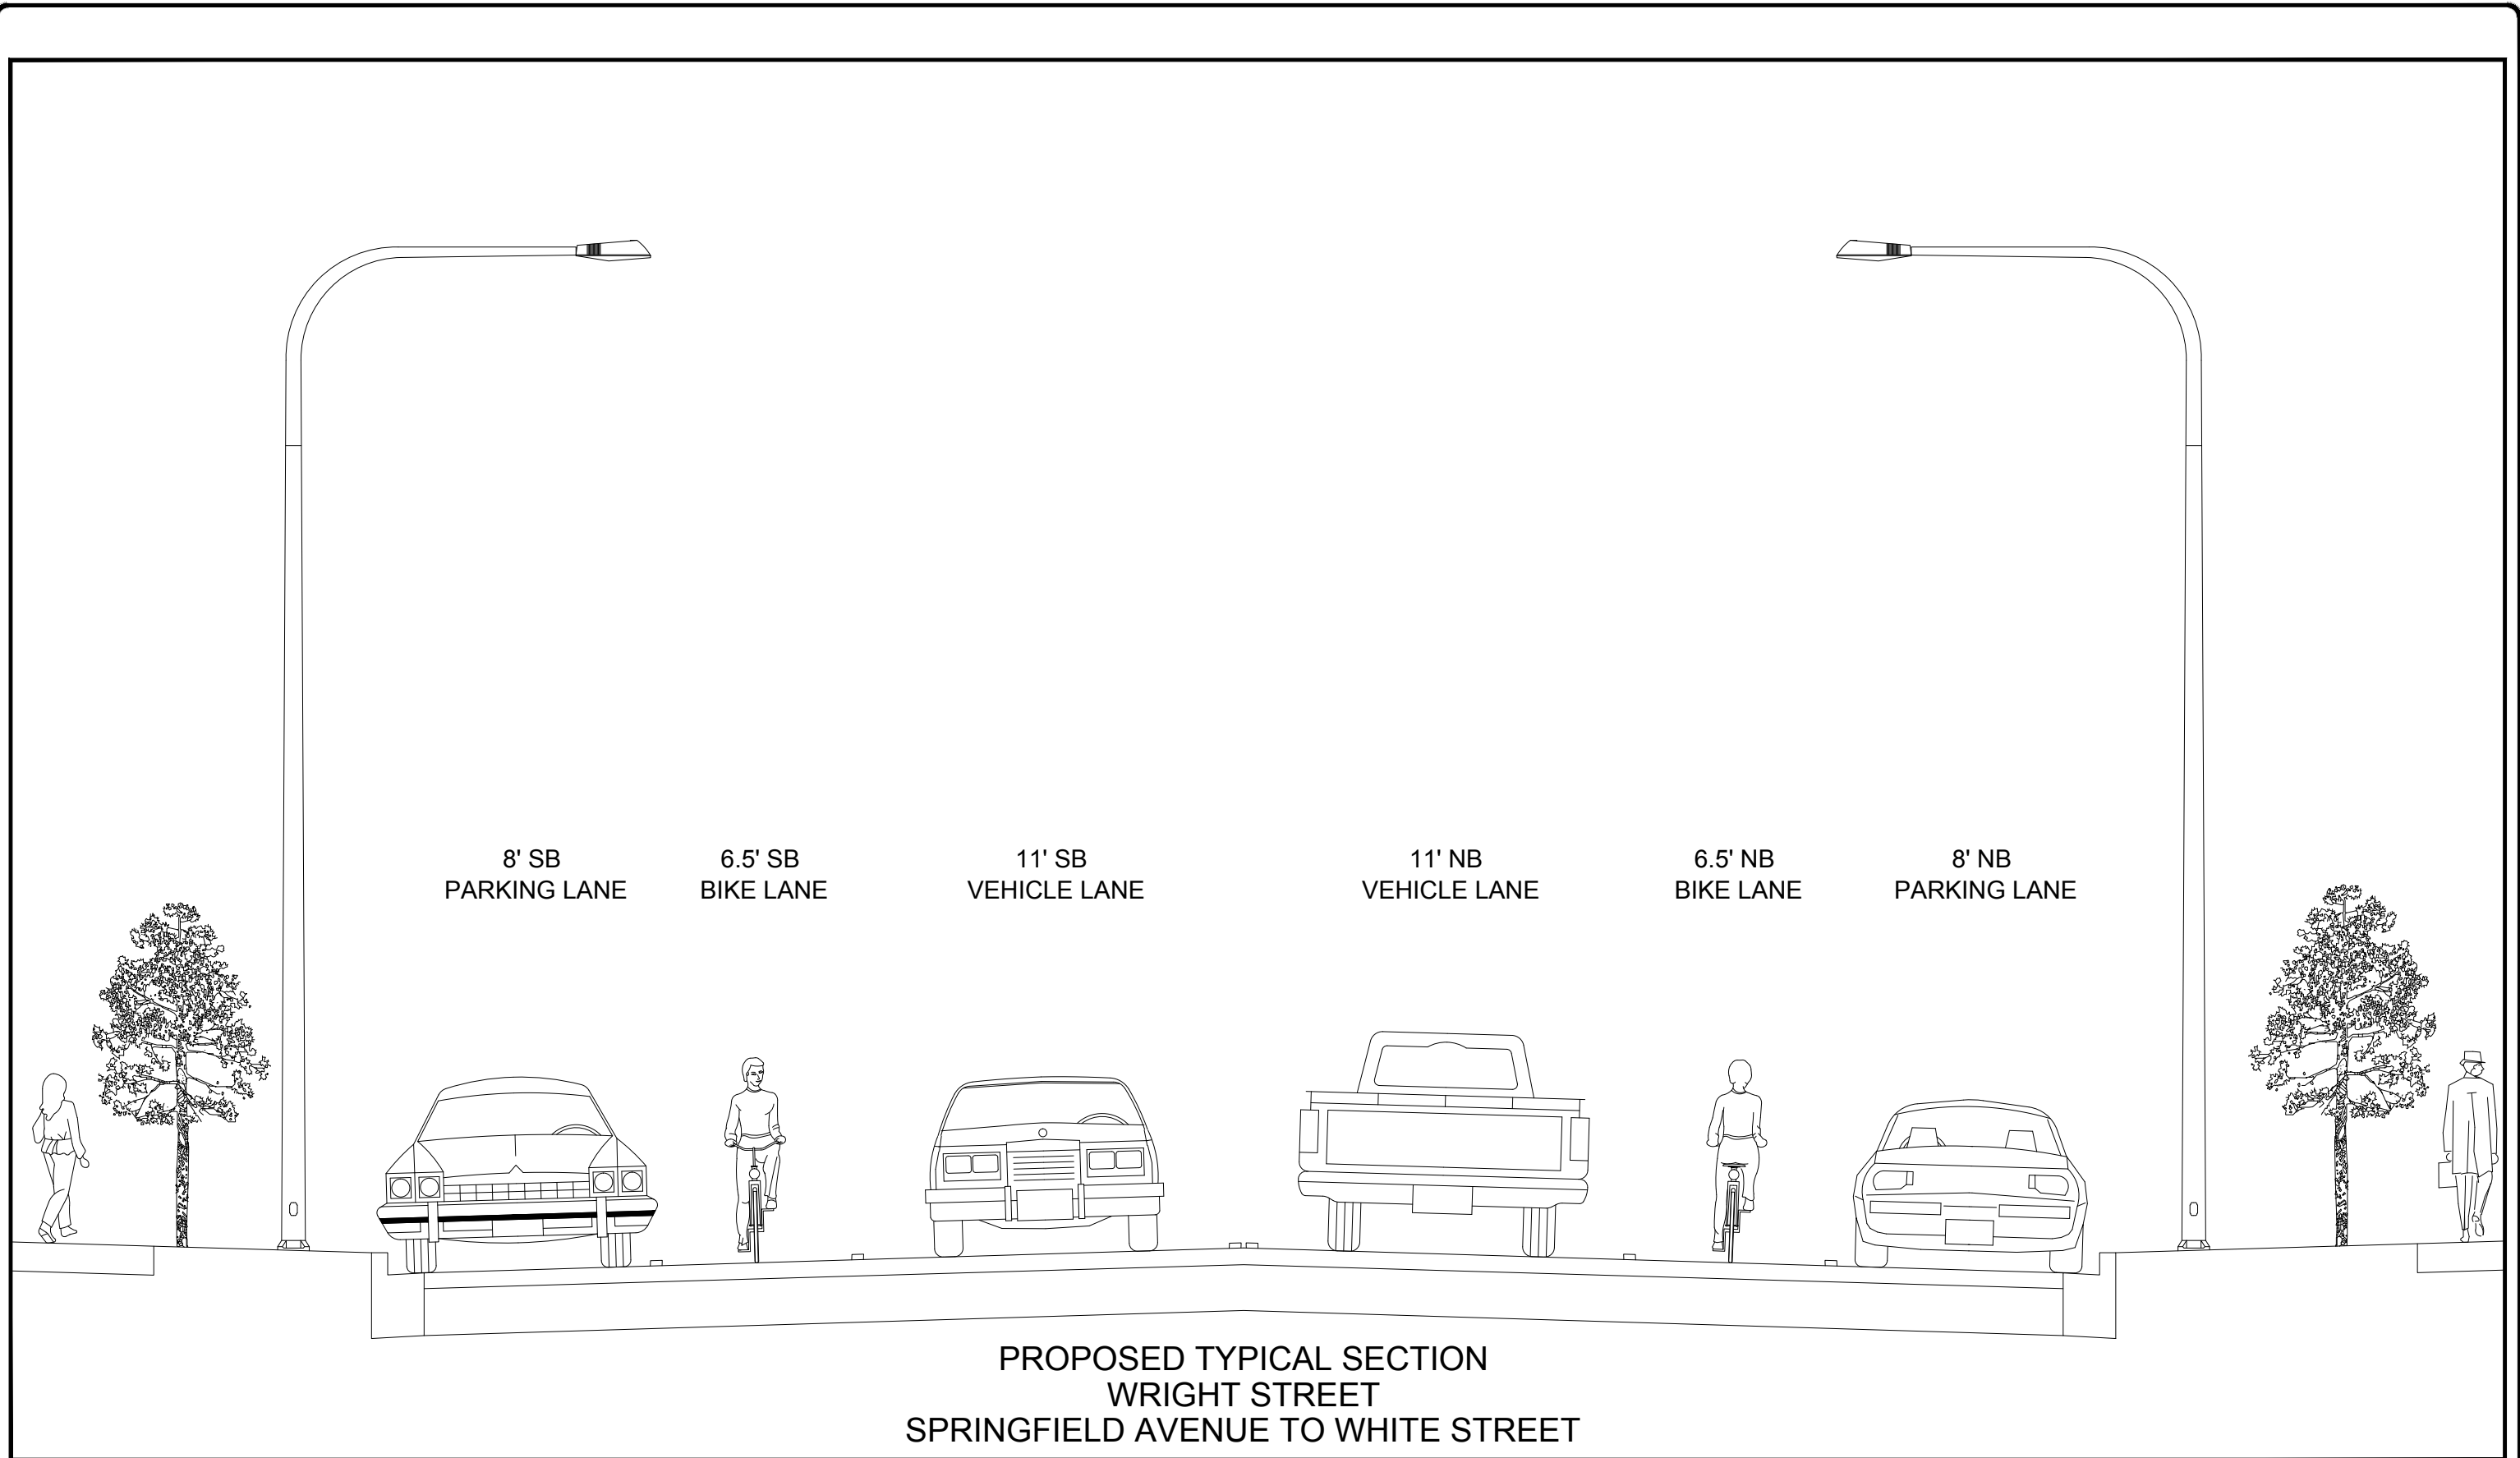 8' SB
PARKING LANE
6.5' SB
BIKE LANE
11' SB
VEHICLE LANE
11' NB
VEHICLE LANE
6.5' NB
BIKE LANE
8' NB
PARKING LANE
PROPOSED TYPICAL SECTION
WRIGHT STREET
SPRINGFIELD AVENUE TO WHITE STREET